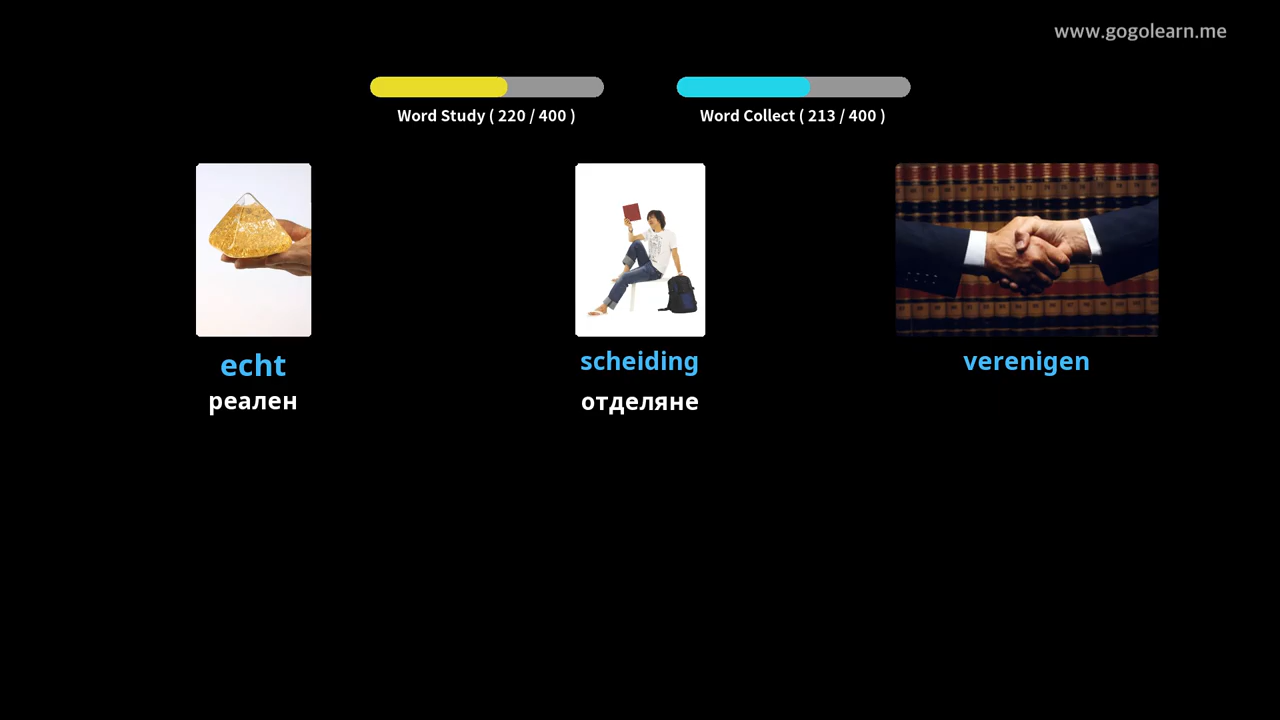 www.gogolearn.me
Word Study ( 220 / 400 )
Word Collect ( 213 / 400 )
echt
scheiding
verenigen
реален
отделяне